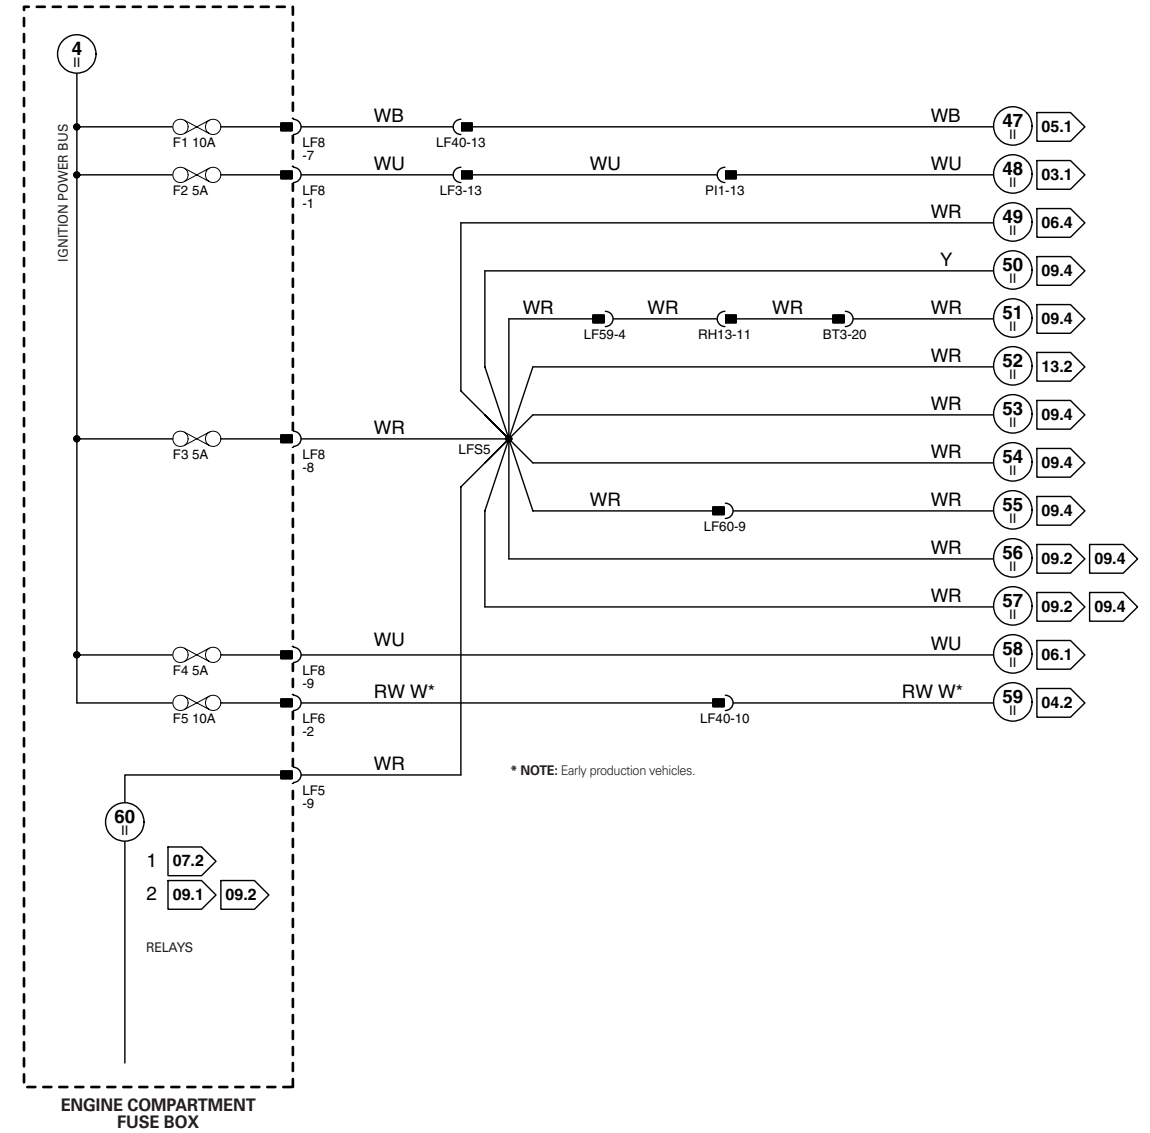 4
II
IGNITION POWER BUS
F1 10A
LF8
-7
WB
LF40-13
WB
47
II
05.1
F2 5A
LF8
-1
WU
LF3-13
WU
PI1-13
WU
48
II
03.1
WR
49
II
06.4
Y
50
II
09.4
WR
LF59-4
WR
RH13-11
WR
BT3-20
WR
51
II
09.4
WR
52
II
13.2
WR
53
II
09.4
F3 5A
LF8
-8
WR
LFS5
WR
54
II
09.4
WR
LF60-9
WR
55
II
09.4
WR
56
II
09.2
09.4
WR
57
II
09.2
09.4
F4 5A
LF8
-9
WU
WU
58
II
06.1
F5 10A
LF6
-2
RW W*
LF40-10
RW W*
59
II
04.2
WR
LF5
-9
* NOTE: Early production vehicles.
60
II
1 07.2
2 09.1 09.2
RELAYS
ENGINE COMPARTMENT
FUSE BOX